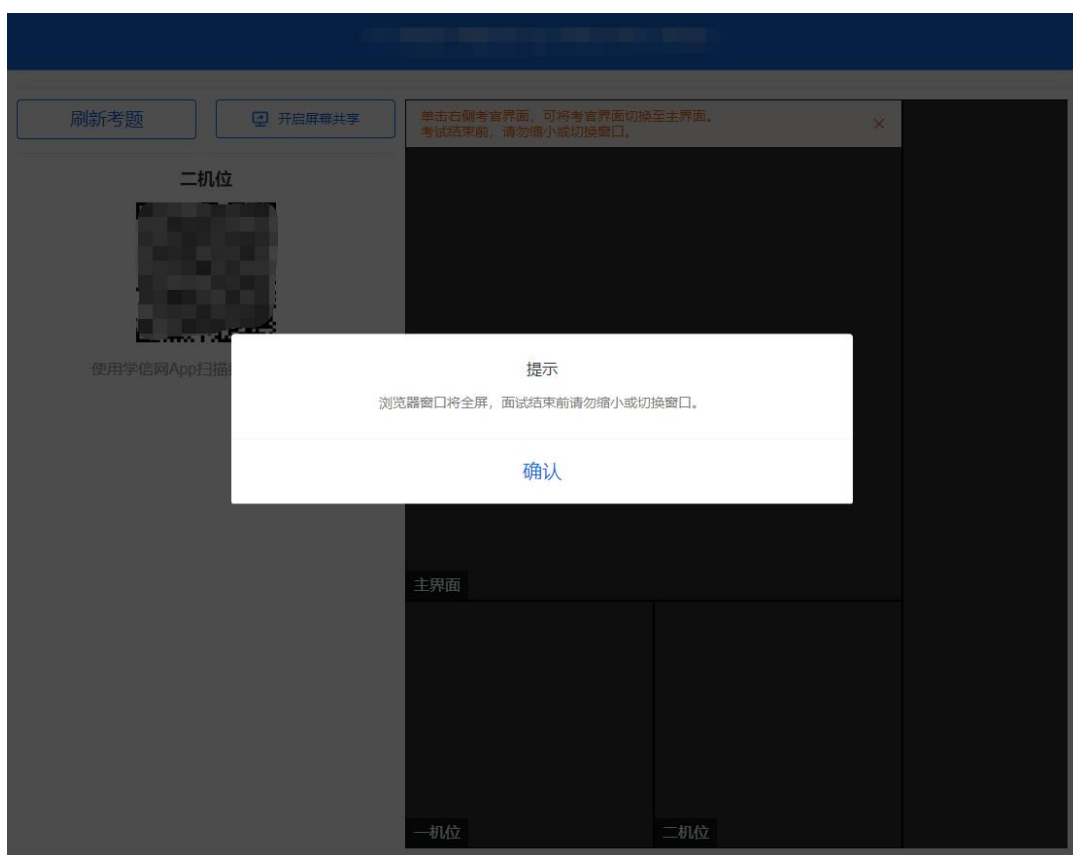 刷新考题
开启屏幕共享
单击右侧考官界面，可将考官界面切换至主界面。
考试结束前，请勿缩小或切换窗口。
二机位
使用学信网App扫描
提示
浏览器窗口将全屏，面试结束前请勿缩小或切换窗口。
确认
主界面
一机位
二机位